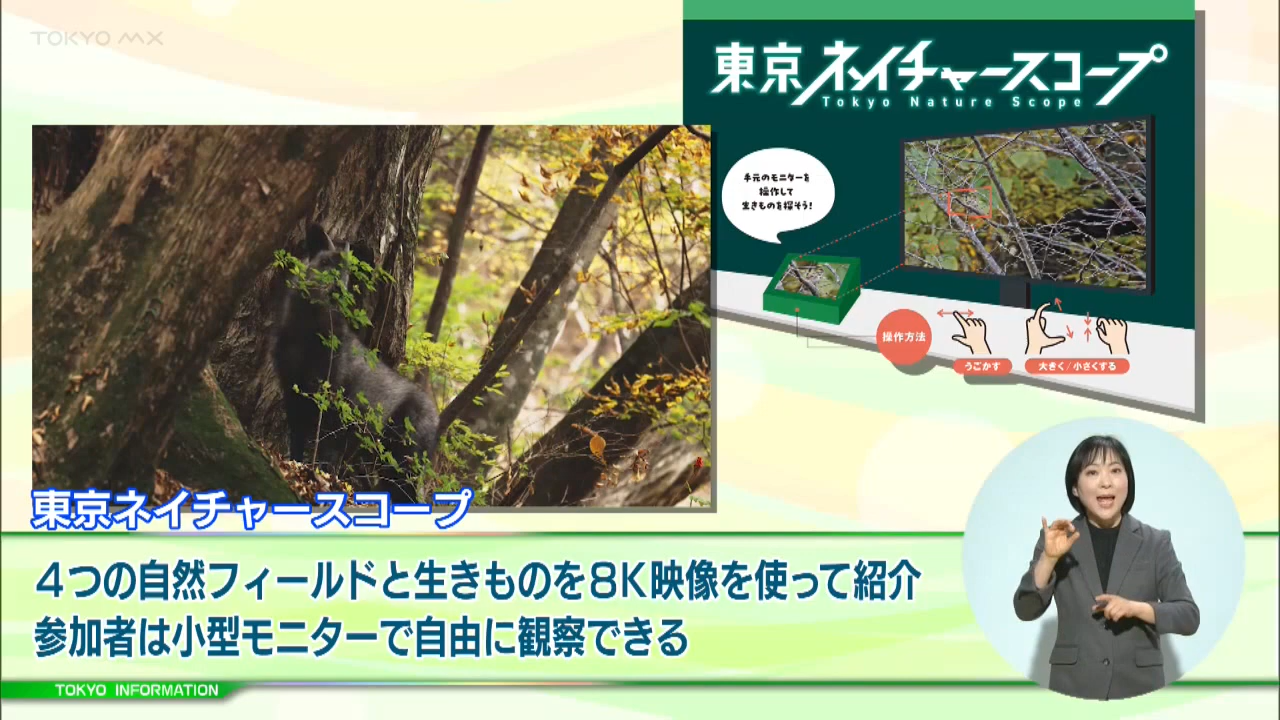 TOKYO MX
東京ネイチャースコープ
Tokyo Nature Scope
手元のモニターを
操作して
生きものを探そう!
操作方法
うごかす
大きく/小さくする
東京ネイチャースコープ
4つの自然フィールドと生きものを8K映像を使って紹介
参加者は小型モニターで自由に観察できる
TOKYO INFORMATION